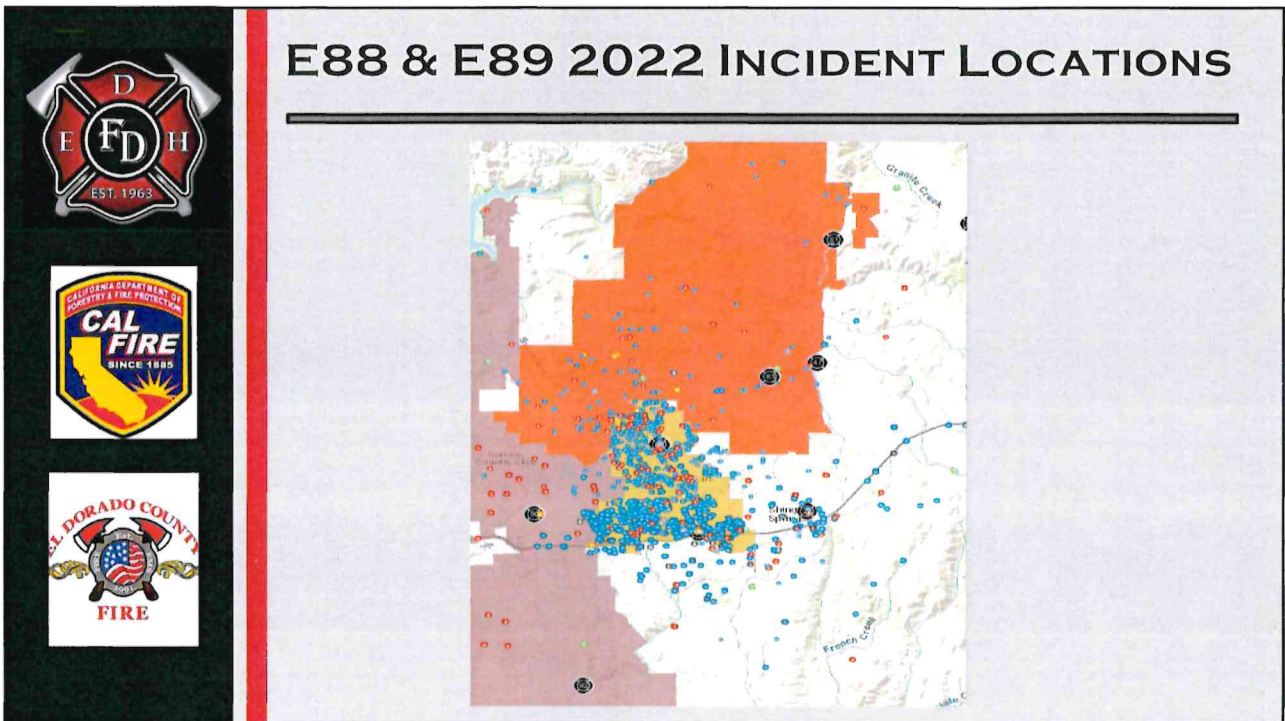 E88 & E89 2022 INCIDENT LOCATIONS
D
E FD H
EST. 1963
CALIFORNIA DEPARTMENT OF
FORESTRY & FIRE PROTECTION
CAL
FIRE
SINCE 1885
EL DORADO COUNTY
FIRE
Granite Creek
French Creek